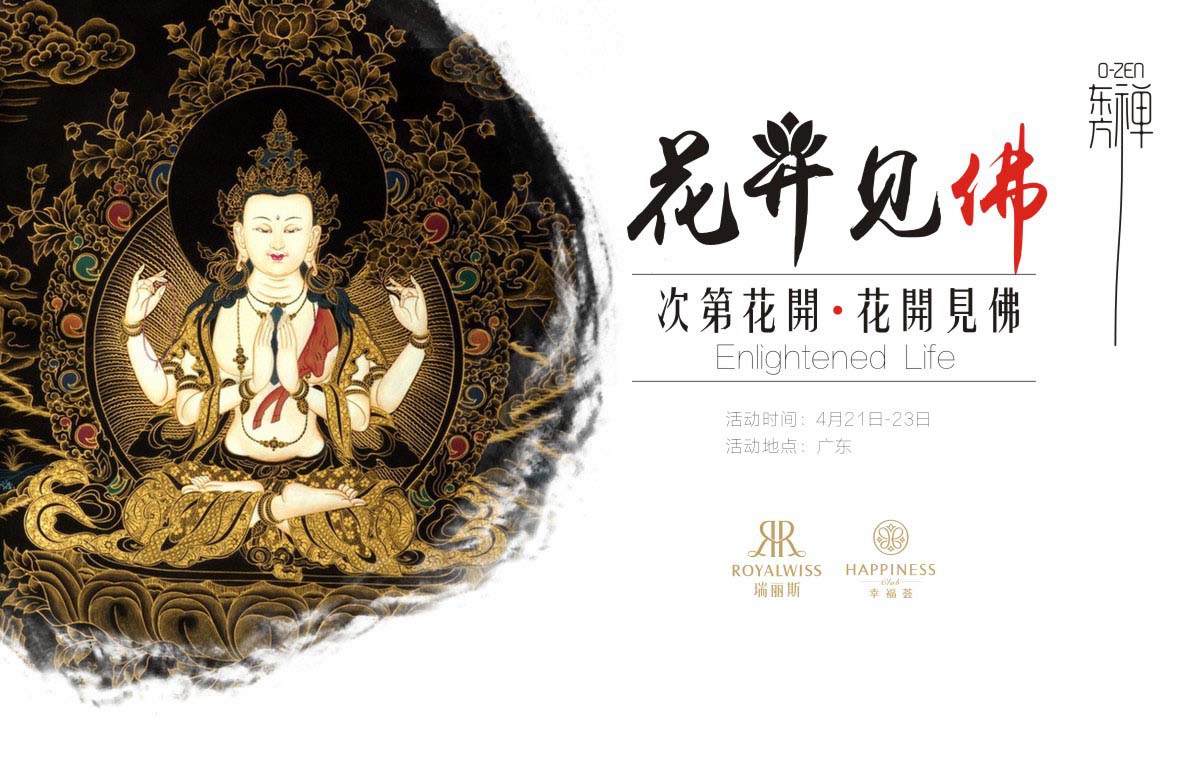 花开见佛
次第花開·花開見佛
Enlightened Life
活动时间：4月21日-23日
活动地点：广东
O-ZEN
东方禅
ROYALWISS
瑞丽斯
HAPPINESS
Club
幸福荟